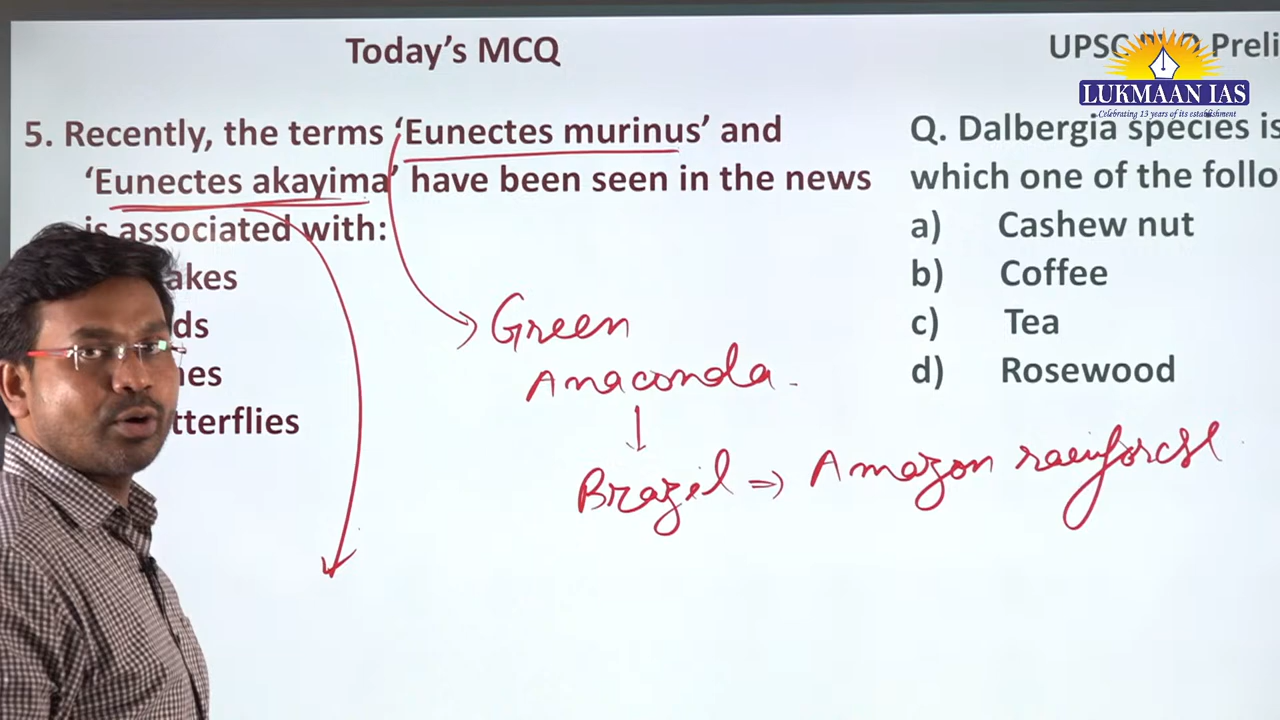 Today's MCQ
5. Recently, the terms 'Eunectes murinus' and
'Eunectes akayima' have been seen in the news
is associated with:
akes
ds
nes
tterflies
Green
Anaconda.
Brazil ⇒ Amazon rainforest
UPSC Preli
LUKMAAN IAS
Celebrating 13 years of its establishment
Q. Dalbergia species is
which one of the follo
a) Cashew nut
b) Coffee
c) Tea
d) Rosewood